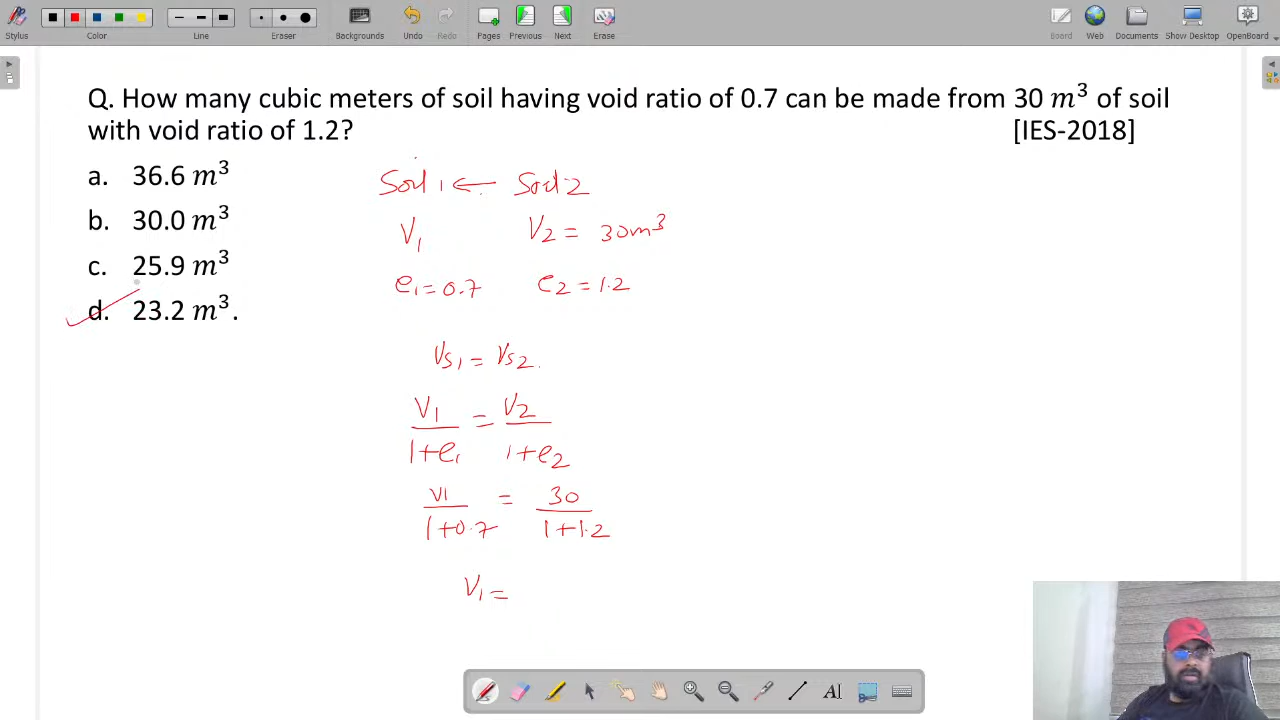 Stylus Color Line Eraser Backgrounds Undo Redo Pages Previous Next Erase Board Web Documents Show Desktop OpenBoard
Q. How many cubic meters of soil having void ratio of 0.7 can be made from 30 m³ of soil
with void ratio of 1.2? [IES-2018]
a. 36.6 m³
b. 30.0 m³
c. 25.9 m³
d. 23.2 m³.
Soil 1 ← Soil 2
V₁ V₂ = 30m³
e₁ = 0.7 e₂ = 1.2
Vs₁ = Vs₂.
V₁/(1+e₁) = V₂/(1+e₂)
V₁/(1+0.7) = 30/(1+1.2)
V₁ =
AI